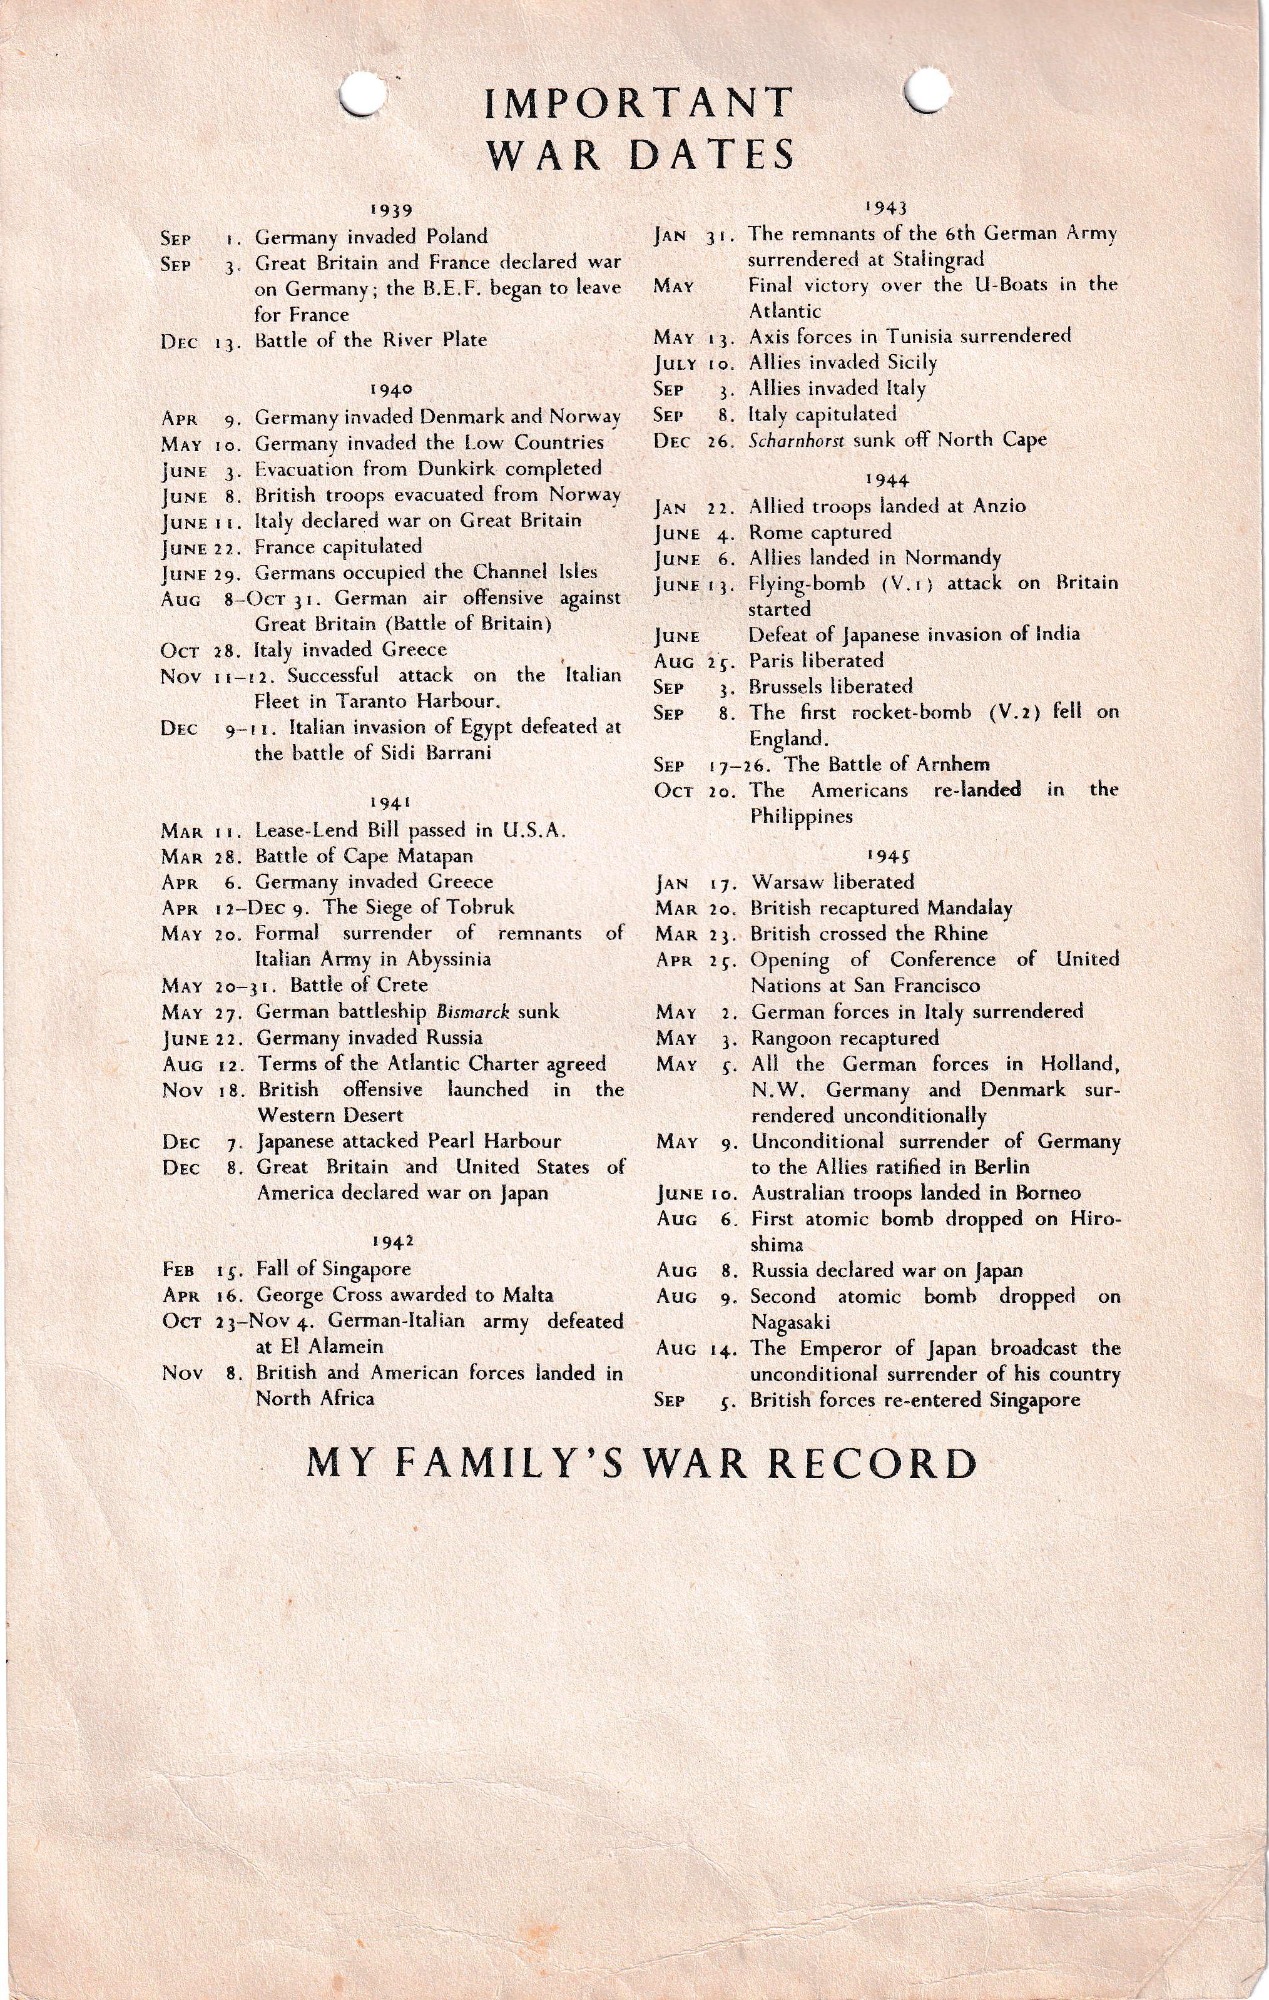 IMPORTANT
WAR DATES
1939
SEP 1. Germany invaded Poland
SEP 3. Great Britain and France declared war
on Germany; the B.E.F. began to leave
for France
DEC 13. Battle of the River Plate
1940
APR 9. Germany invaded Denmark and Norway
MAY 10. Germany invaded the Low Countries
JUNE 3. Evacuation from Dunkirk completed
JUNE 8. British troops evacuated from Norway
JUNE 11. Italy declared war on Great Britain
JUNE 22. France capitulated
JUNE 29. Germans occupied the Channel Isles
AUG 8–OCT 31. German air offensive against
Great Britain (Battle of Britain)
OCT 28. Italy invaded Greece
NOV 11–12. Successful attack on the Italian
Fleet in Taranto Harbour.
DEC 9–11. Italian invasion of Egypt defeated at
the battle of Sidi Barrani
1941
MAR 11. Lease-Lend Bill passed in U.S.A.
MAR 28. Battle of Cape Matapan
APR 6. Germany invaded Greece
APR 12–DEC 9. The Siege of Tobruk
MAY 20. Formal surrender of remnants of
Italian Army in Abyssinia
MAY 20–31. Battle of Crete
MAY 27. German battleship Bismarck sunk
JUNE 22. Germany invaded Russia
AUG 12. Terms of the Atlantic Charter agreed
NOV 18. British offensive launched in the
Western Desert
DEC 7. Japanese attacked Pearl Harbour
DEC 8. Great Britain and United States of
America declared war on Japan
1942
FEB 15. Fall of Singapore
APR 16. George Cross awarded to Malta
OCT 23–NOV 4. German-Italian army defeated
at El Alamein
NOV 8. British and American forces landed in
North Africa
1943
JAN 31. The remnants of the 6th German Army
surrendered at Stalingrad
MAY Final victory over the U-Boats in the
Atlantic
MAY 13. Axis forces in Tunisia surrendered
JULY 10. Allies invaded Sicily
SEP 3. Allies invaded Italy
SEP 8. Italy capitulated
DEC 26. Scharnhorst sunk off North Cape
1944
JAN 22. Allied troops landed at Anzio
JUNE 4. Rome captured
JUNE 6. Allies landed in Normandy
JUNE 13. Flying-bomb (V.1) attack on Britain
started
JUNE Defeat of Japanese invasion of India
AUG 25. Paris liberated
SEP 3. Brussels liberated
SEP 8. The first rocket-bomb (V.2) fell on
England.
SEP 17–26. The Battle of Arnhem
OCT 20. The Americans re-landed in the
Philippines
1945
JAN 17. Warsaw liberated
MAR 20. British recaptured Mandalay
MAR 23. British crossed the Rhine
APR 25. Opening of Conference of United
Nations at San Francisco
MAY 2. German forces in Italy surrendered
MAY 3. Rangoon recaptured
MAY 5. All the German forces in Holland,
N.W. Germany and Denmark sur-
rendered unconditionally
MAY 9. Unconditional surrender of Germany
to the Allies ratified in Berlin
JUNE 10. Australian troops landed in Borneo
AUG 6. First atomic bomb dropped on Hiro-
shima
AUG 8. Russia declared war on Japan
AUG 9. Second atomic bomb dropped on
Nagasaki
AUG 14. The Emperor of Japan broadcast the
unconditional surrender of his country
SEP 5. British forces re-entered Singapore
MY FAMILY'S WAR RECORD